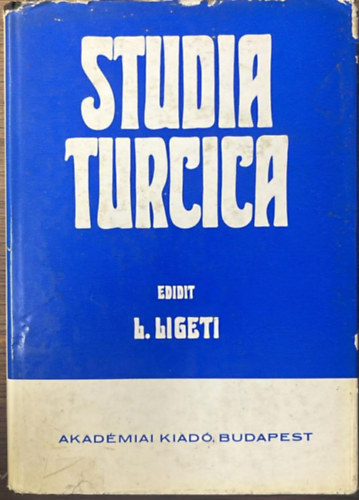 STUDIA
TURCICA
EDIDIT
L. LIGETI
AKADÉMIAI KIADÓ, BUDAPEST